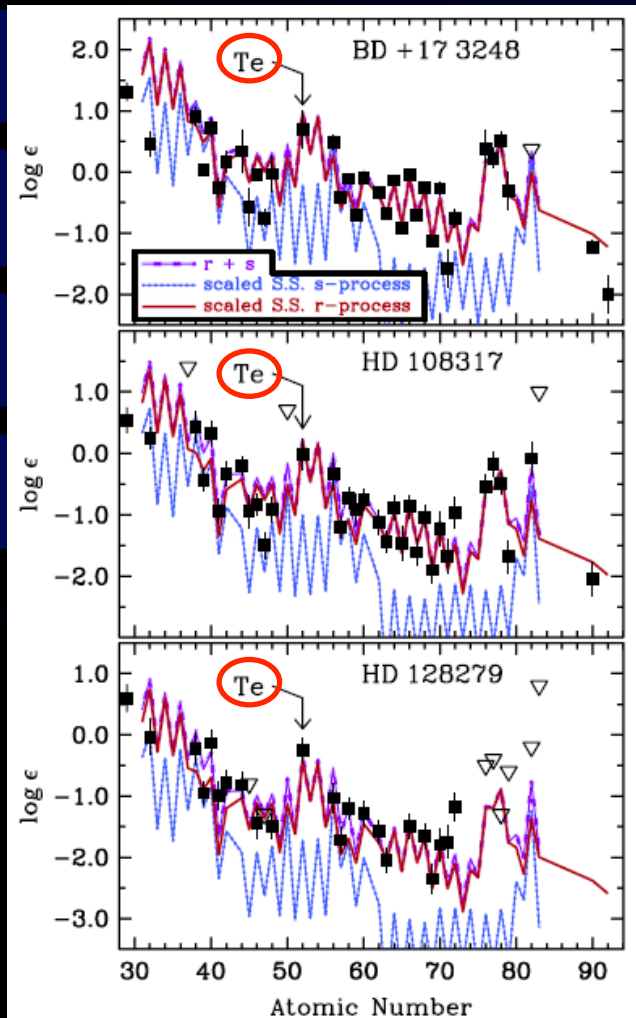 BD +17 3248
Te
2.0
1.0
0.0
-1.0
-2.0
log ϵ
r + s
scaled S.S. s-process
scaled S.S. r-process
HD 108317
Te
1.0
0.0
-1.0
-2.0
log ϵ
HD 128279
Te
1.0
0.0
-1.0
-2.0
-3.0
log ϵ
30 40 50 60 70 80 90
Atomic Number